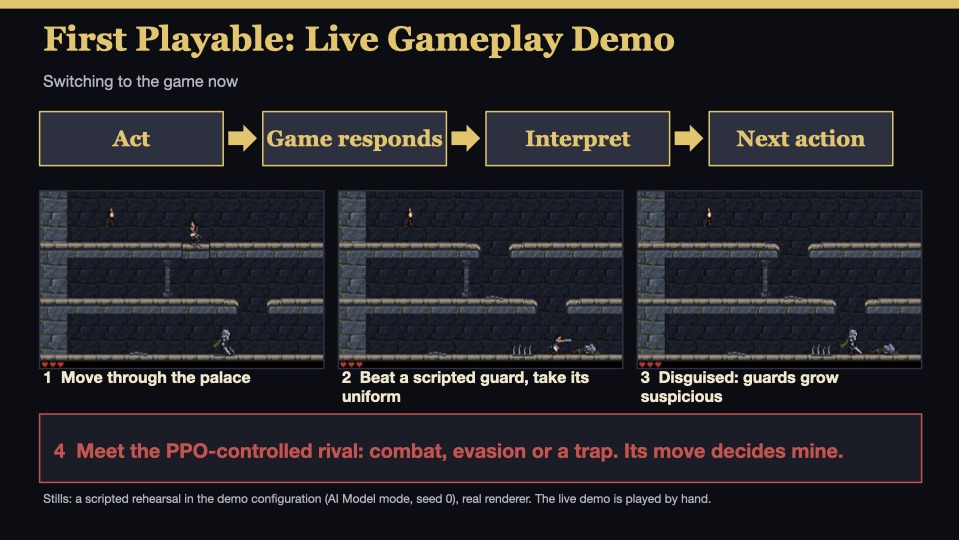 First Playable: Live Gameplay Demo
Switching to the game now
Act
Game responds
Interpret
Next action
1 Move through the palace
2 Beat a scripted guard, take its
uniform
3 Disguised: guards grow
suspicious
4 Meet the PPO-controlled rival: combat, evasion or a trap. Its move decides mine.
Stills: a scripted rehearsal in the demo configuration (AI Model mode, seed 0), real renderer. The live demo is played by hand.